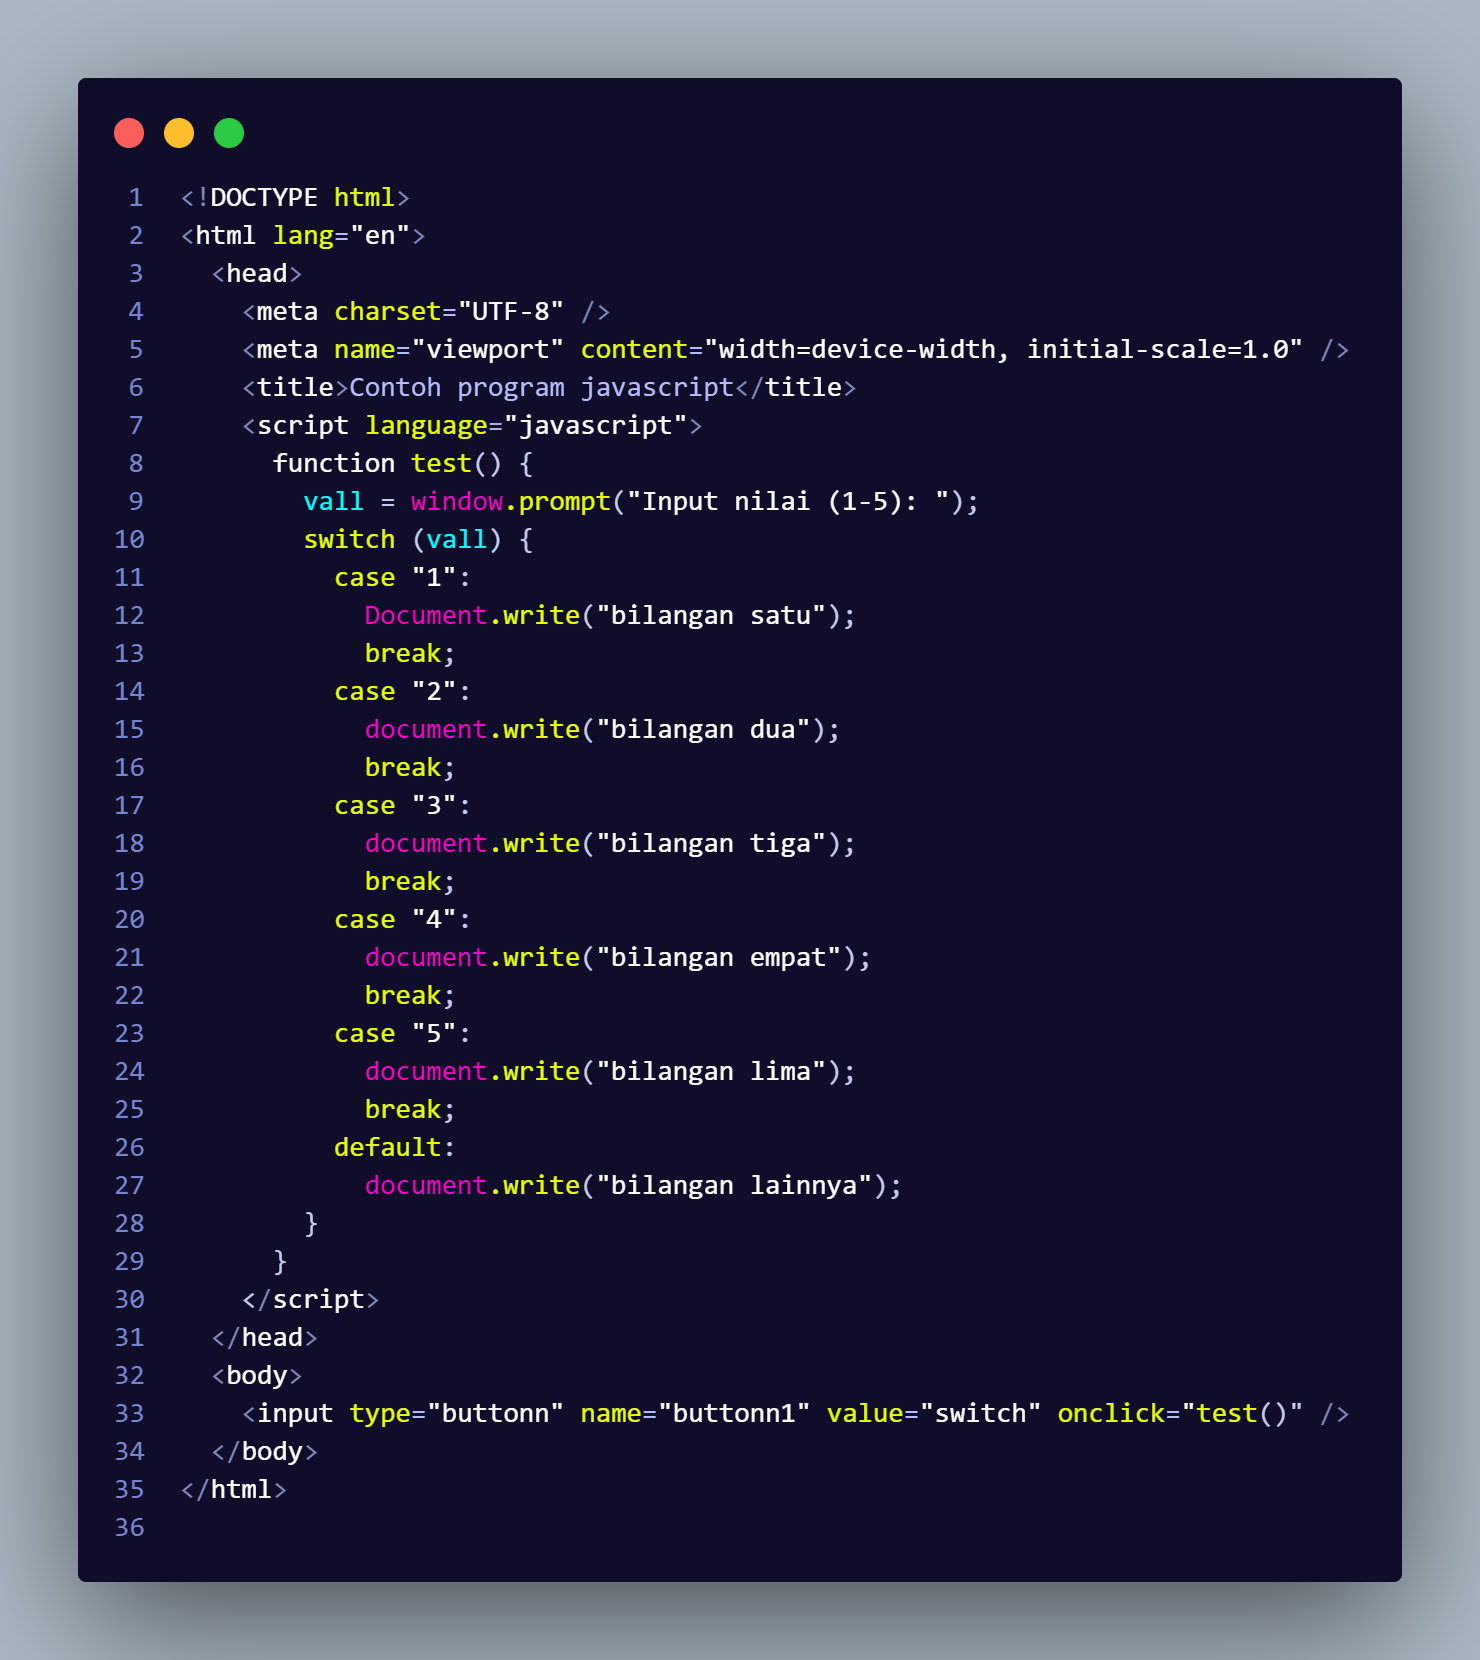 1 <!DOCTYPE html>
2 <html lang="en">
3   <head>
4     <meta charset="UTF-8" />
5     <meta name="viewport" content="width=device-width, initial-scale=1.0" />
6     <title>Contoh program javascript</title>
7     <script language="javascript">
8       function test() {
9         vall = window.prompt("Input nilai (1-5): ");
10         switch (vall) {
11           case "1":
12             Document.write("bilangan satu");
13             break;
14           case "2":
15             document.write("bilangan dua");
16             break;
17           case "3":
18             document.write("bilangan tiga");
19             break;
20           case "4":
21             document.write("bilangan empat");
22             break;
23           case "5":
24             document.write("bilangan lima");
25             break;
26           default:
27             document.write("bilangan lainnya");
28         }
29       }
30     </script>
31   </head>
32   <body>
33     <input type="buttonn" name="buttonn1" value="switch" onclick="test()" />
34   </body>
35 </html>
36